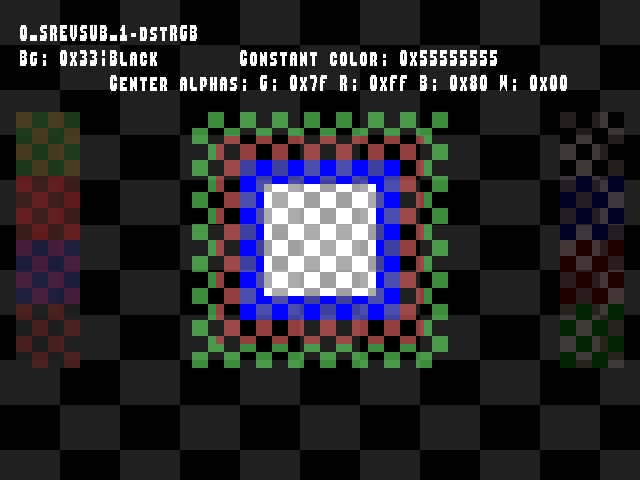 0_SREVSUB_1-dstRGB
Bg: 0x33¦Black Constant color: 0x55555555
Center alphas: G: 0x7f R: 0xff B: 0x80 W: 0x00